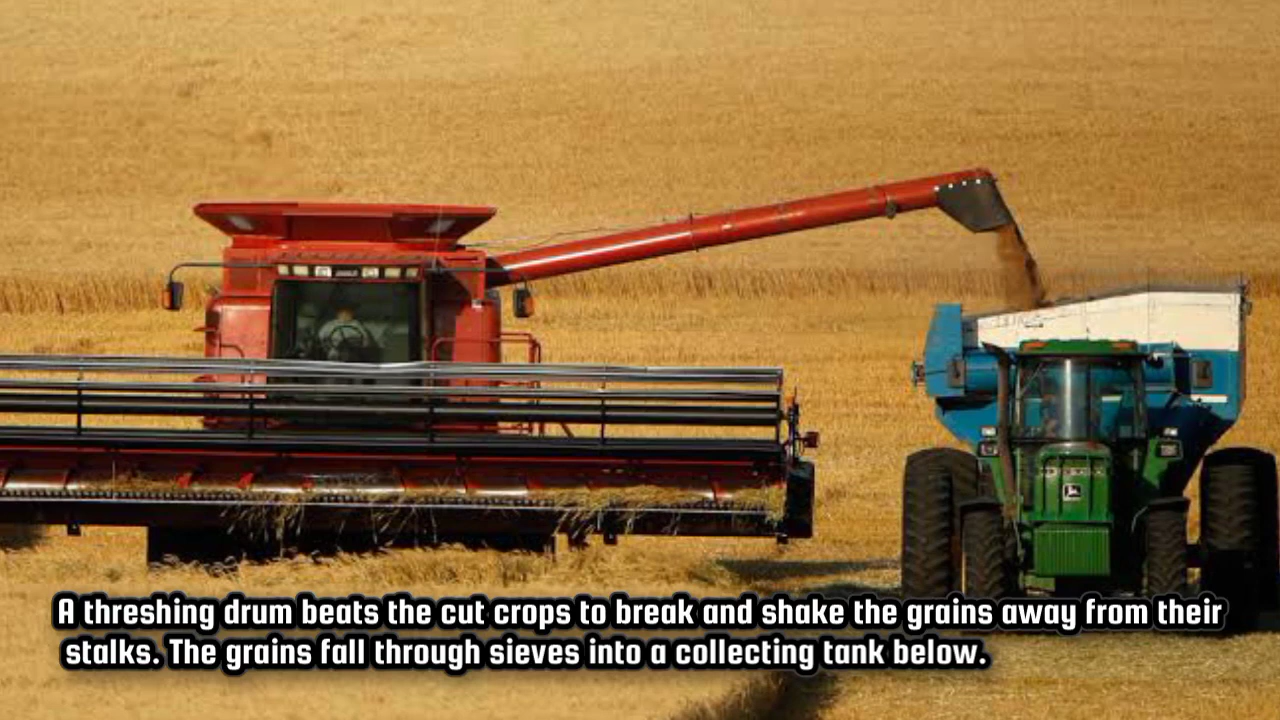 A threshing drum beats the cut crops to break and shake the grains away from their
stalks. The grains fall through sieves into a collecting tank below.